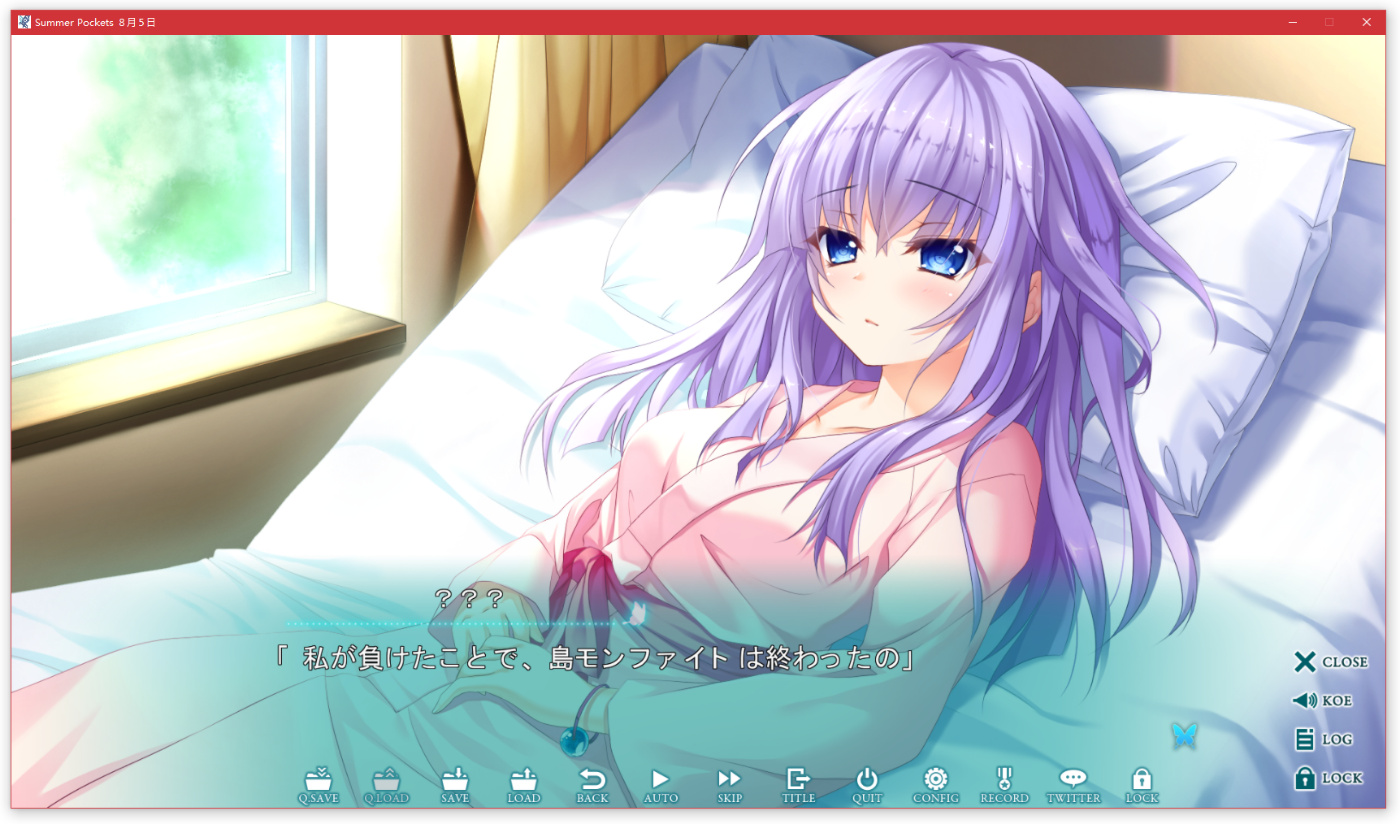 Summer Pockets 8月5日
？？？
「 私が負けたことで、島モンファイト は終わったの」
CLOSE
KOE
LOG
LOCK
Q.SAVE Q.LOAD SAVE LOAD BACK AUTO SKIP TITLE QUIT CONFIG RECORD TWITTER LOCK